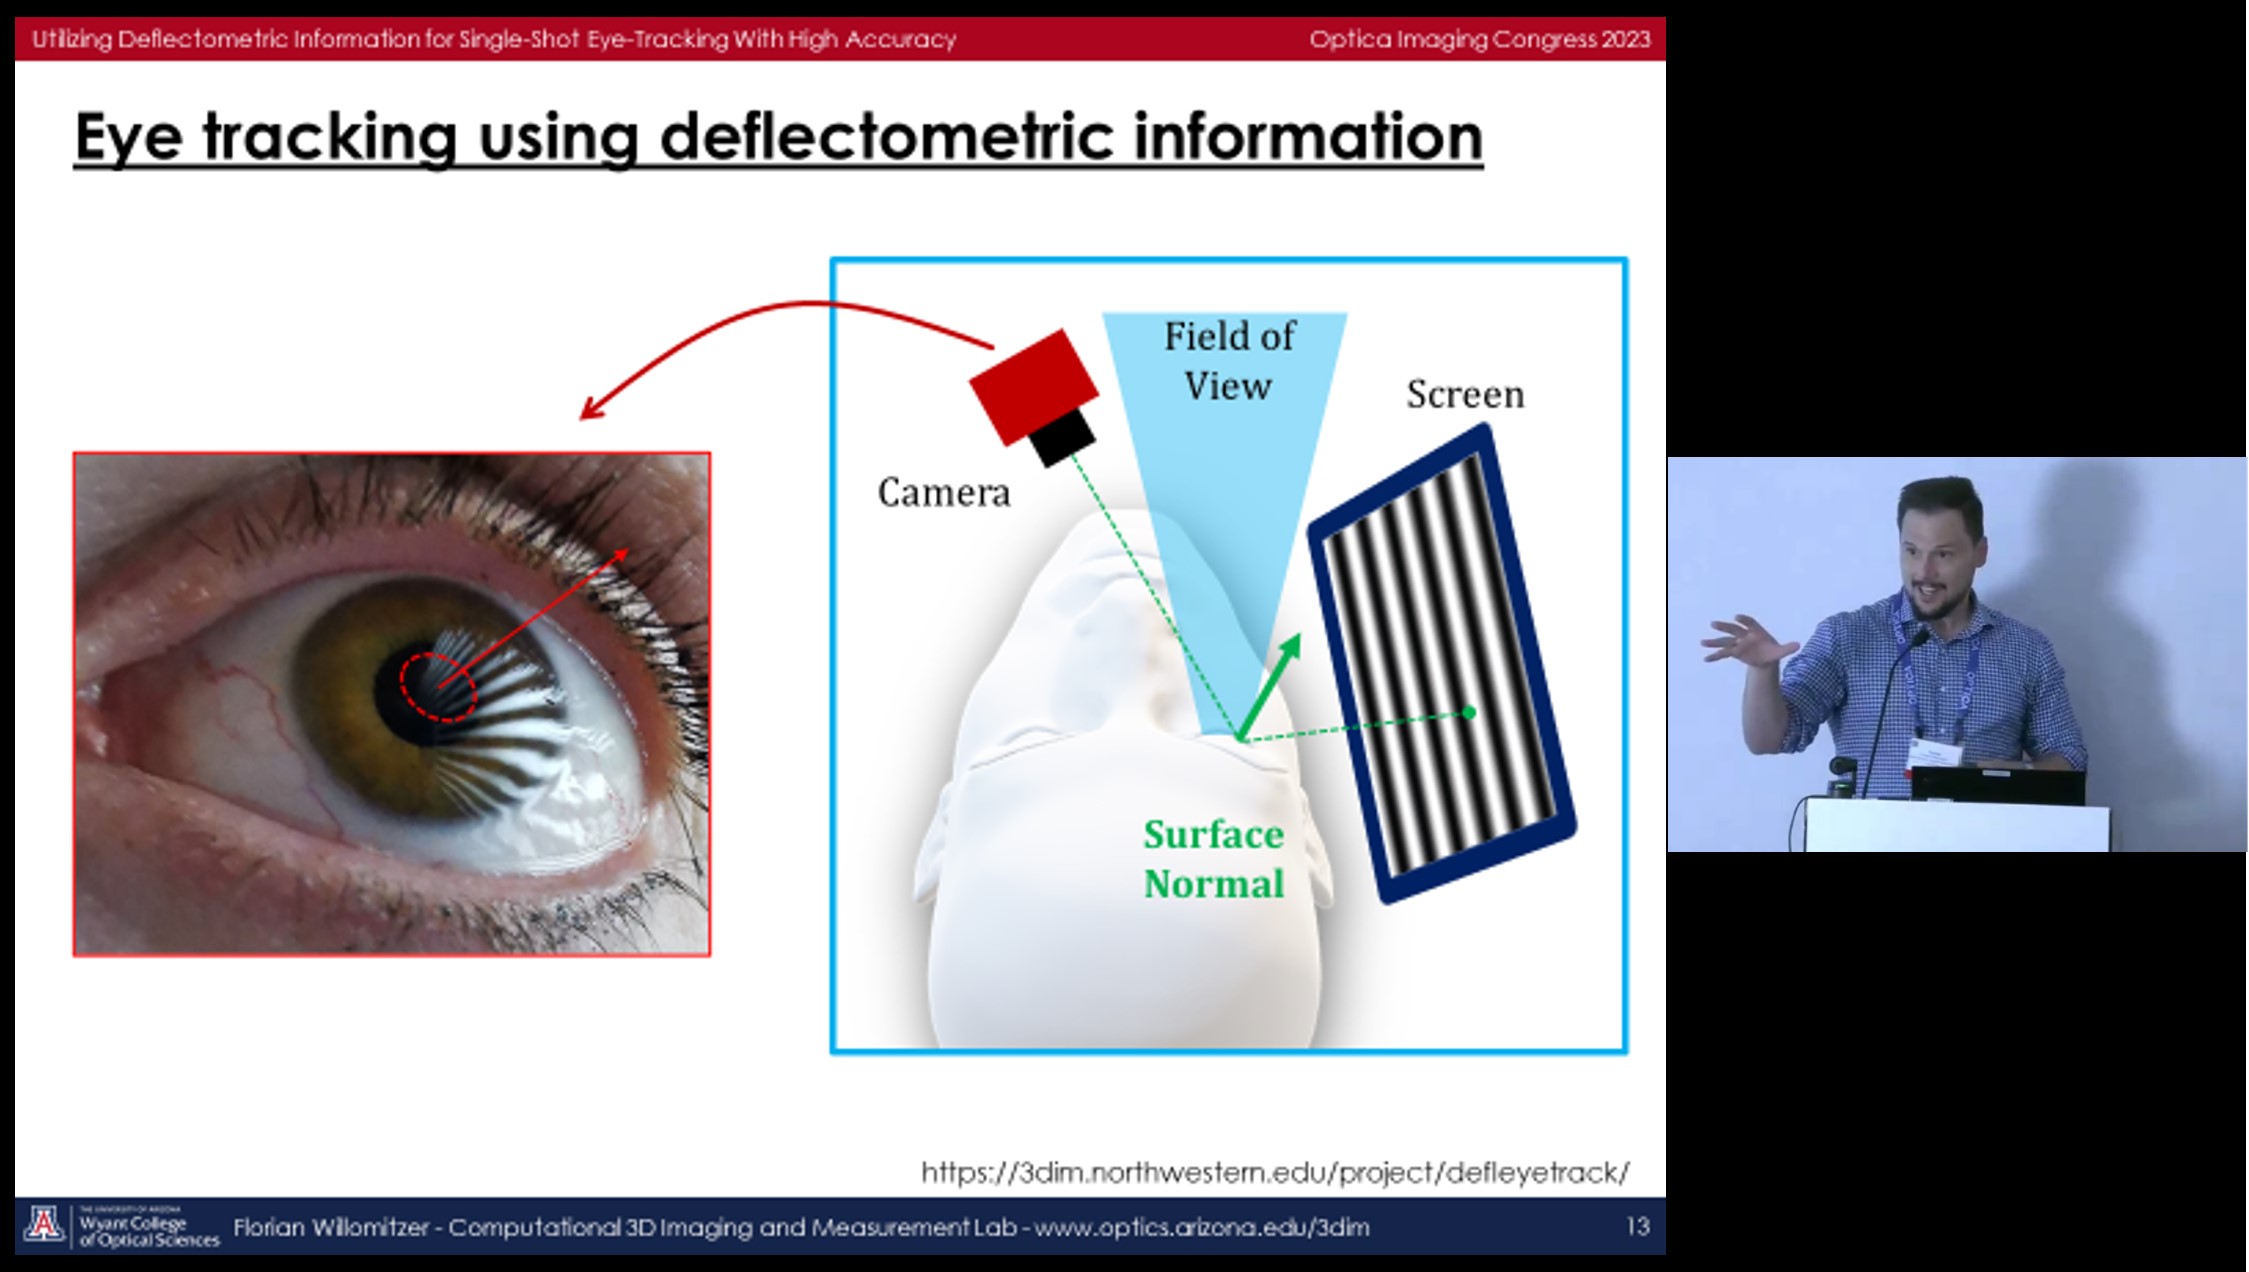 Utilizing Deflectometric Information for Single-Shot Eye-Tracking With High Accuracy
Optica Imaging Congress 2023
Eye tracking using deflectometric information
Field of
View
Screen
Camera
Surface
Normal
https://3dim.northwestern.edu/project/defleyetrack/
THE UNIVERSITY OF ARIZONA
Wyant College
of Optical Sciences
Florian Willomitzer - Computational 3D Imaging and Measurement Lab - www.optics.arizona.edu/3dim
13